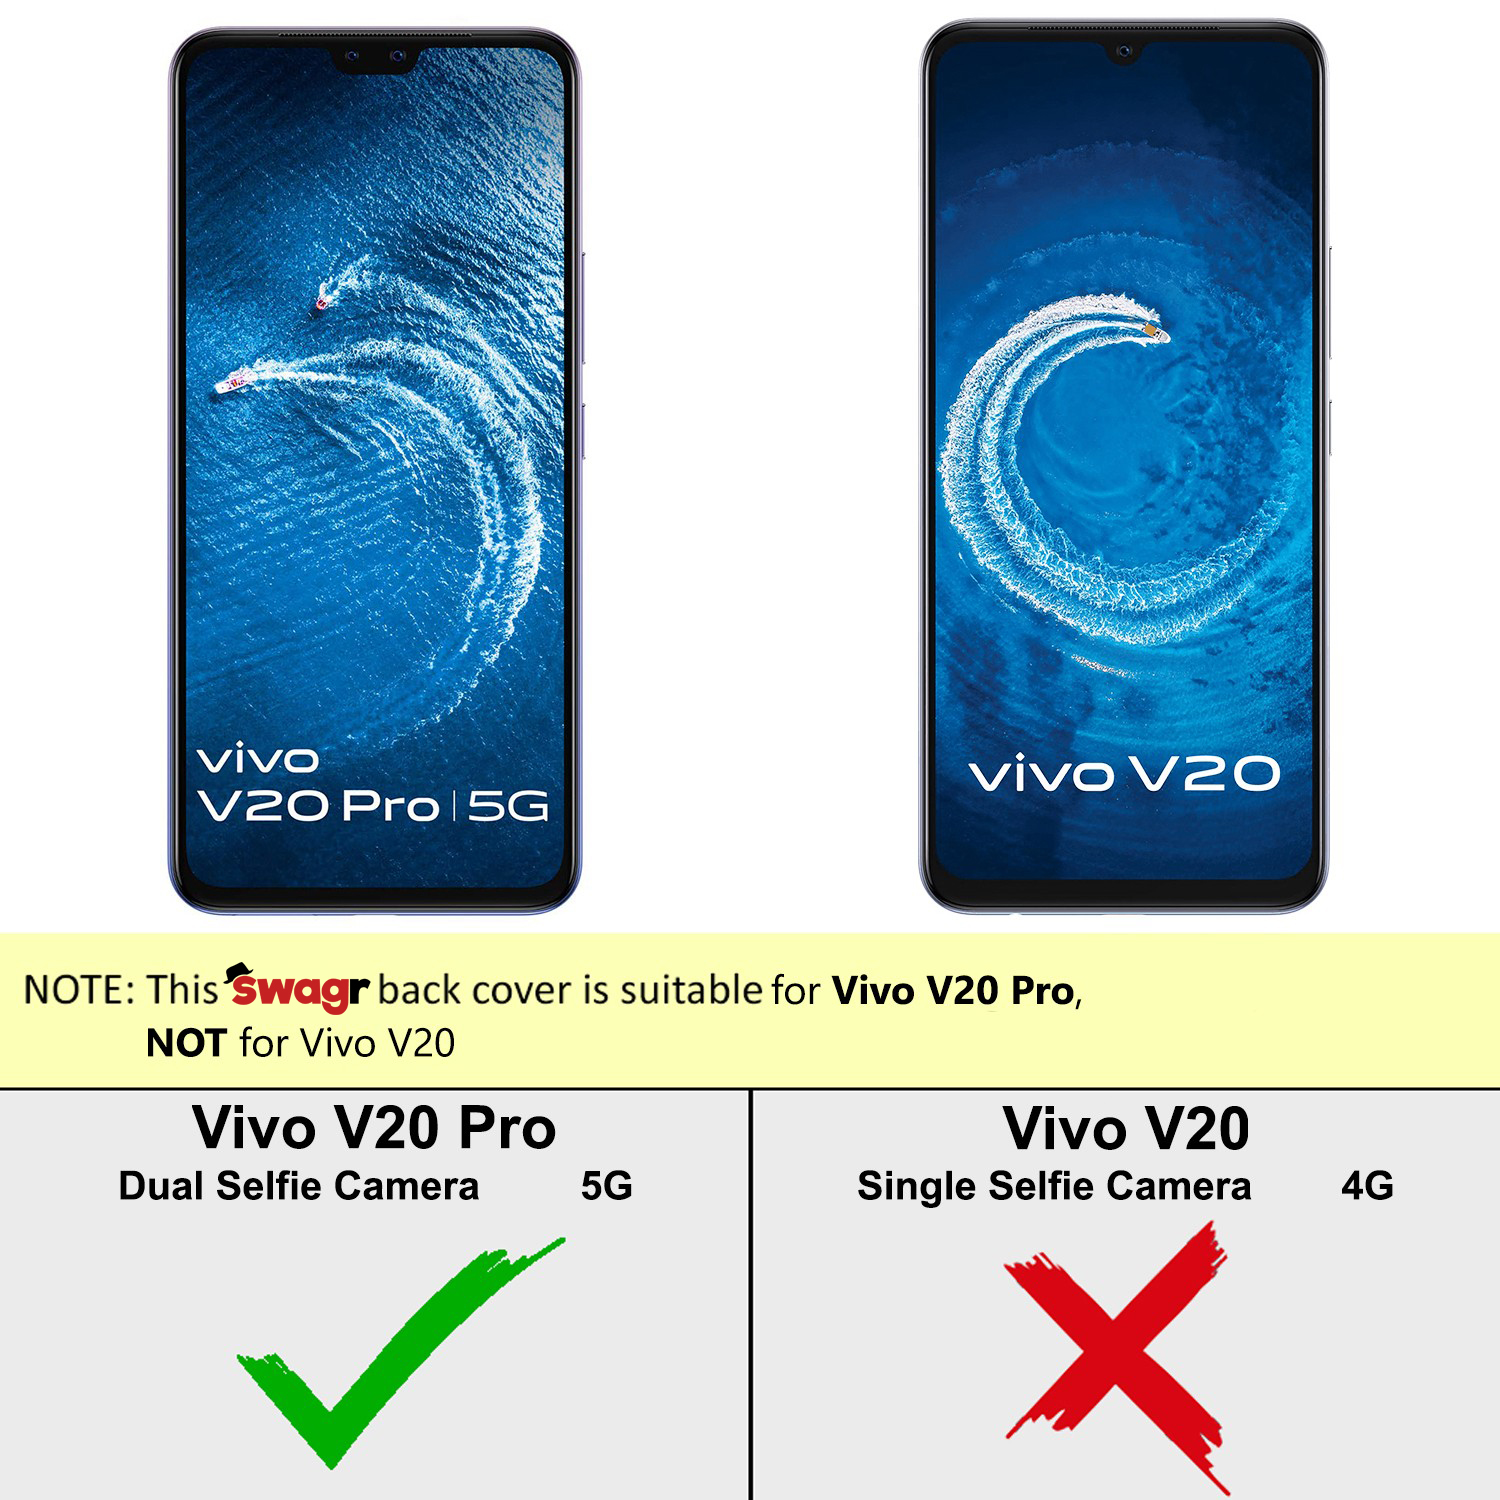 vivo
V20 Pro | 5G
vivo V20
NOTE: This Swagr back cover is suitable for Vivo V20 Pro,
NOT for Vivo V20
Vivo V20 Pro
Dual Selfie Camera 5G
Vivo V20
Single Selfie Camera 4G